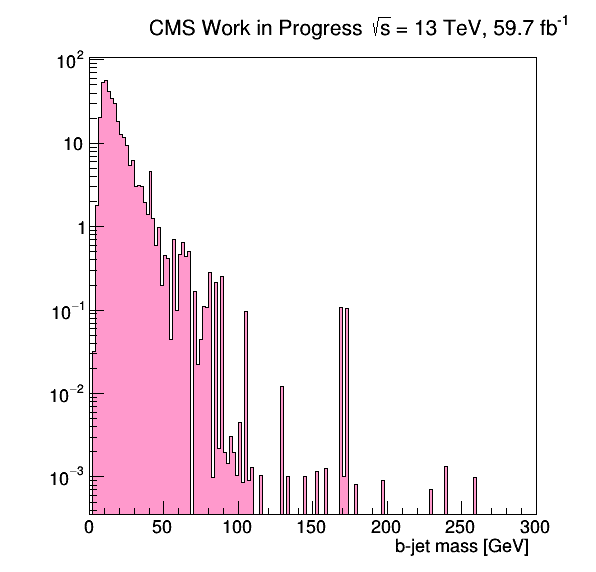 CMS Work in Progress √s = 13 TeV, 59.7 fb⁻¹
10²
10
1
10⁻¹
10⁻²
10⁻³
0 50 100 150 200 250 300
b-jet mass [GeV]